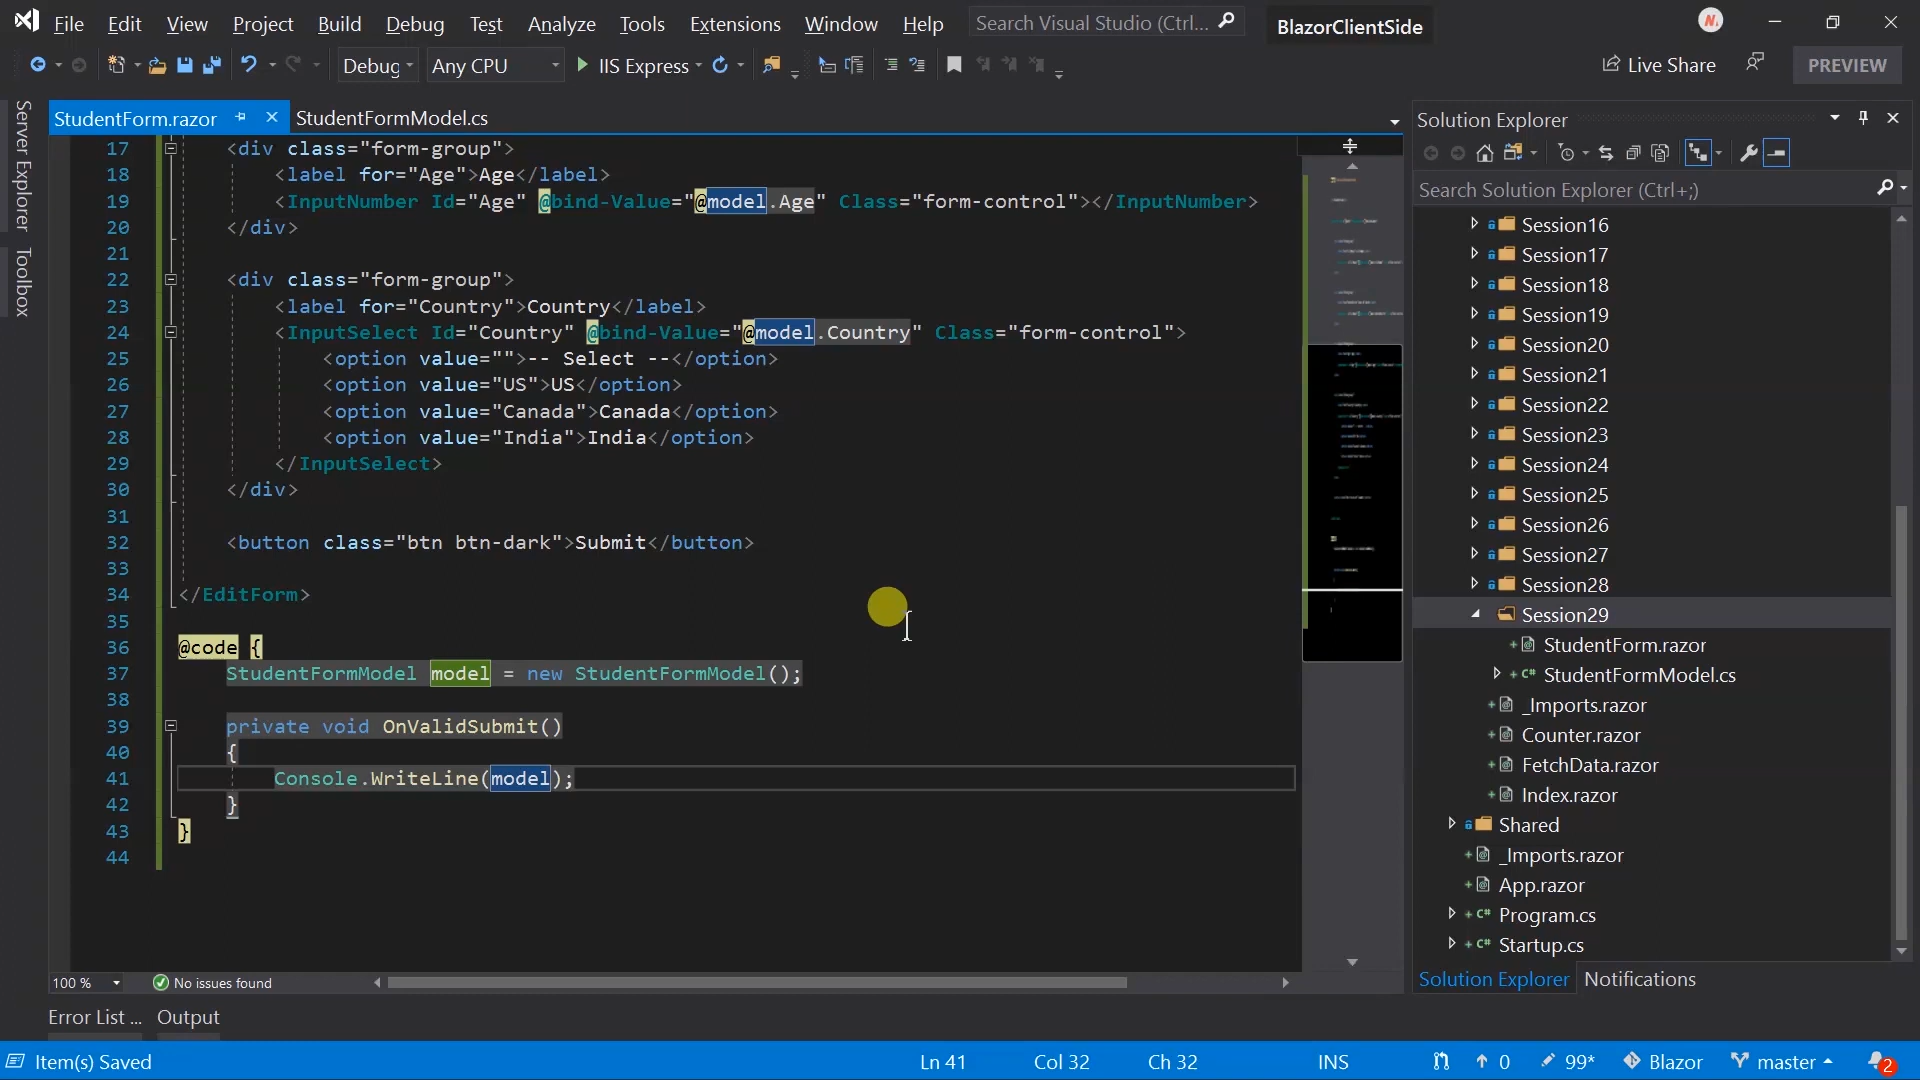 File Edit View Project Build Debug Test Analyze Tools Extensions Window Help Search Visual Studio (Ctrl... BlazorClientSide N
Debug Any CPU IIS Express Live Share PREVIEW
Server Explorer
Toolbox
StudentForm.razor StudentFormModel.cs
17 <div class="form-group">
18 <label for="Age">Age</label>
19 <InputNumber Id="Age" @bind-Value="@model.Age" Class="form-control"></InputNumber>
20 </div>
21
22 <div class="form-group">
23 <label for="Country">Country</label>
24 <InputSelect Id="Country" @bind-Value="@model.Country" Class="form-control">
25 <option value="">-- Select --</option>
26 <option value="US">US</option>
27 <option value="Canada">Canada</option>
28 <option value="India">India</option>
29 </InputSelect>
30 </div>
31
32 <button class="btn btn-dark">Submit</button>
33
34 </EditForm>
35
36 @code {
37 StudentFormModel model = new StudentFormModel();
38
39 private void OnValidSubmit()
40 {
41 Console.WriteLine(model);
42 }
43 }
44
100 % No issues found
Error List ... Output
Solution Explorer
Search Solution Explorer (Ctrl+;)
Session16
Session17
Session18
Session19
Session20
Session21
Session22
Session23
Session24
Session25
Session26
Session27
Session28
Session29
StudentForm.razor
StudentFormModel.cs
_Imports.razor
Counter.razor
FetchData.razor
Index.razor
Shared
_Imports.razor
App.razor
Program.cs
Startup.cs
Solution Explorer Notifications
Item(s) Saved Ln 41 Col 32 Ch 32 INS 0 99* Blazor master 2